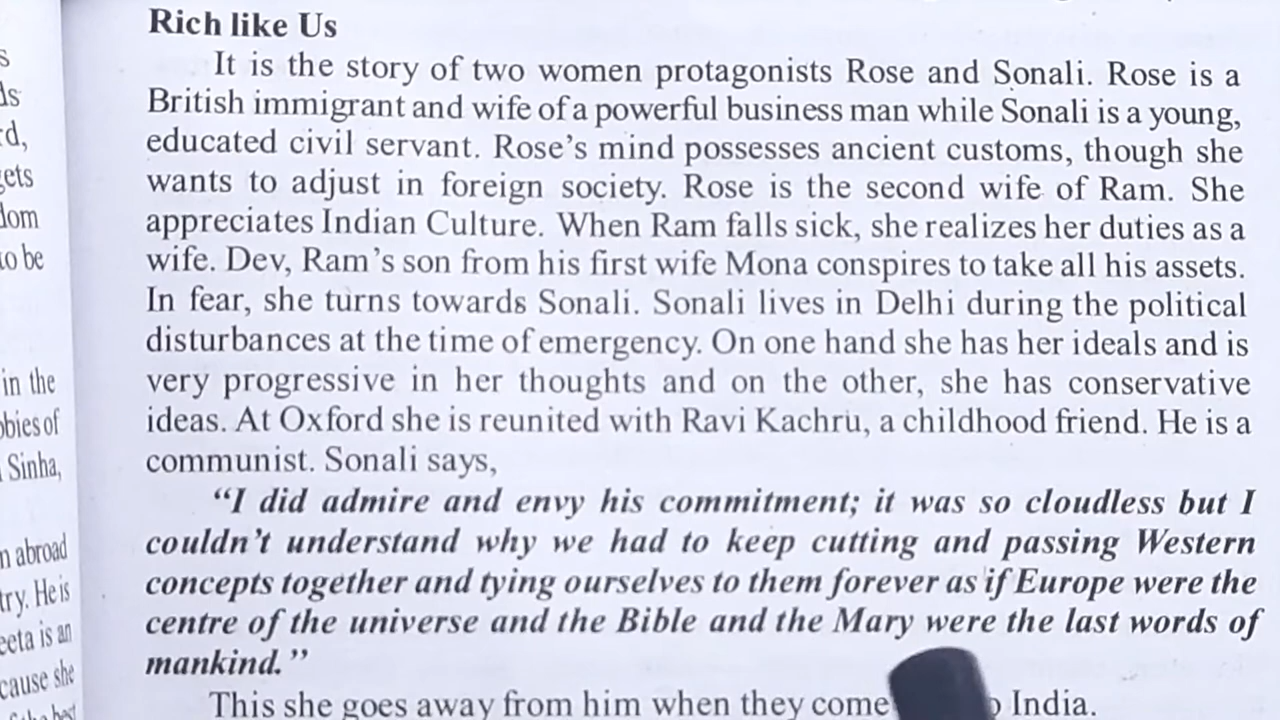 Rich like Us
It is the story of two women protagonists Rose and Sonali. Rose is a
British immigrant and wife of a powerful business man while Sonali is a young,
educated civil servant. Rose's mind possesses ancient customs, though she
wants to adjust in foreign society. Rose is the second wife of Ram. She
appreciates Indian Culture. When Ram falls sick, she realizes her duties as a
wife. Dev, Ram's son from his first wife Mona conspires to take all his assets.
In fear, she turns towards Sonali. Sonali lives in Delhi during the political
disturbances at the time of emergency. On one hand she has her ideals and is
very progressive in her thoughts and on the other, she has conservative
ideas. At Oxford she is reunited with Ravi Kachru, a childhood friend. He is a
communist. Sonali says,
“I did admire and envy his commitment; it was so cloudless but I
couldn't understand why we had to keep cutting and passing Western
concepts together and tying ourselves to them forever as if Europe were the
centre of the universe and the Bible and the Mary were the last words of
mankind.”
This she goes away from him when they come India.
in the
Sinha,
abroad
He is
is an
she